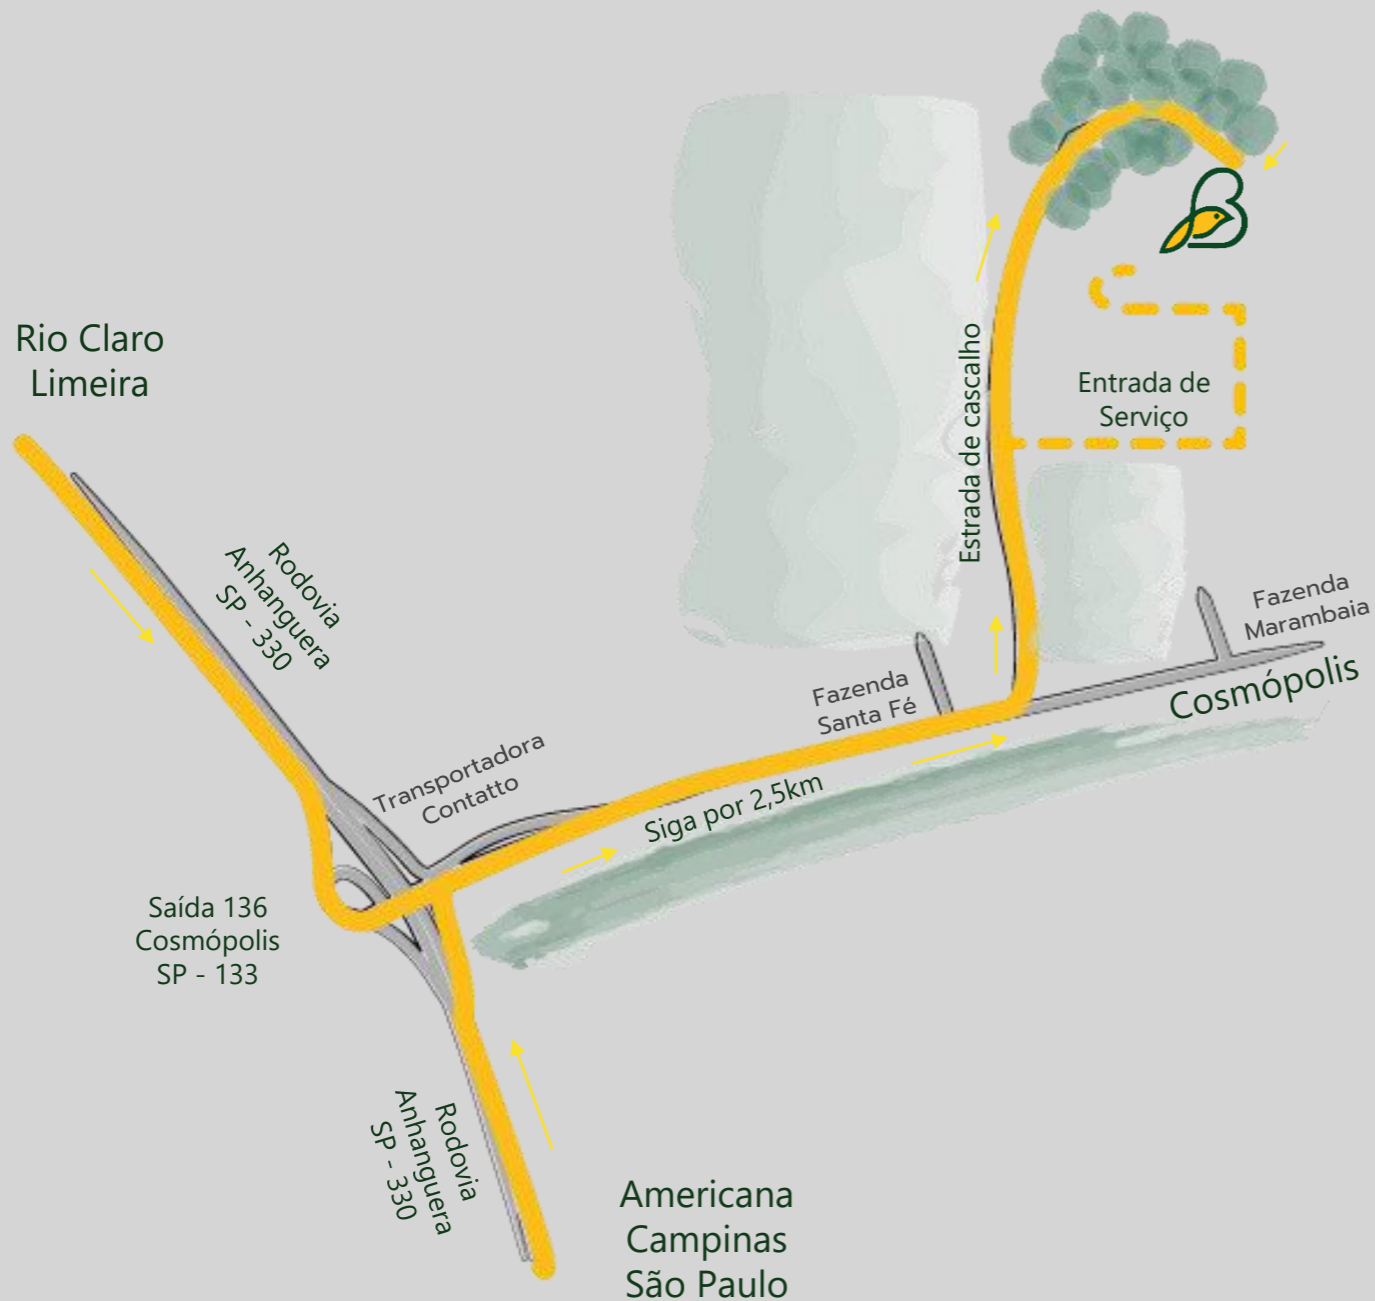 Rio Claro
Limeira
Rodovia
Anhanguera
SP - 330
Estrada de cascalho
Entrada de
Serviço
Fazenda
Marambaia
Cosmópolis
Fazenda
Santa Fé
Transportadora
Contatto
Siga por 2,5km
Saída 136
Cosmópolis
SP - 133
Rodovia
Anhanguera
SP - 330
Americana
Campinas
São Paulo